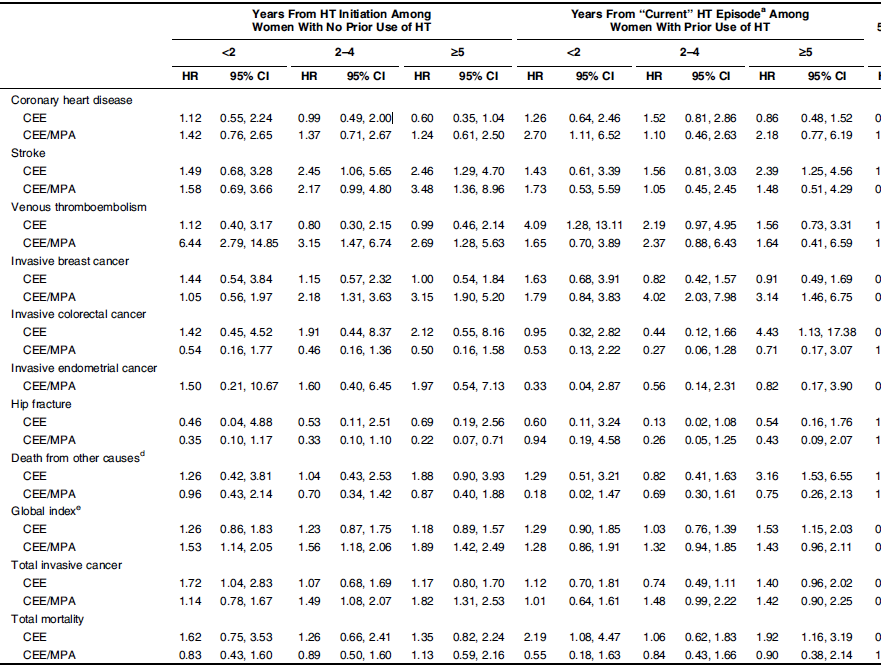 Years From HT Initiation Among Years From “Current” HT Episodeᵃ Among
Women With No Prior Use of HT Women With Prior Use of HT 5
<2 2–4 ≥5 <2 2–4 ≥5
HR 95% CI HR 95% CI HR 95% CI HR 95% CI HR 95% CI HR 95% CI
Coronary heart disease
CEE 1.12 0.55, 2.24 0.99 0.49, 2.00 0.60 0.35, 1.04 1.26 0.64, 2.46 1.52 0.81, 2.86 0.86 0.48, 1.52 0
CEE/MPA 1.42 0.76, 2.65 1.37 0.71, 2.67 1.24 0.61, 2.50 2.70 1.11, 6.52 1.10 0.46, 2.63 2.18 0.77, 6.19 1
Stroke
CEE 1.49 0.68, 3.28 2.45 1.06, 5.65 2.46 1.29, 4.70 1.43 0.61, 3.39 1.56 0.81, 3.03 2.39 1.25, 4.56 1
CEE/MPA 1.58 0.69, 3.66 2.17 0.99, 4.80 3.48 1.36, 8.96 1.73 0.53, 5.59 1.05 0.45, 2.45 1.48 0.51, 4.29 0
Venous thromboembolism
CEE 1.12 0.40, 3.17 0.80 0.30, 2.15 0.99 0.46, 2.14 4.09 1.28, 13.11 2.19 0.97, 4.95 1.56 0.73, 3.31 1
CEE/MPA 6.44 2.79, 14.85 3.15 1.47, 6.74 2.69 1.28, 5.63 1.65 0.70, 3.89 2.37 0.88, 6.43 1.64 0.41, 6.59 1
Invasive breast cancer
CEE 1.44 0.54, 3.84 1.15 0.57, 2.32 1.00 0.54, 1.84 1.63 0.68, 3.91 0.82 0.42, 1.57 0.91 0.49, 1.69 0
CEE/MPA 1.05 0.56, 1.97 2.18 1.31, 3.63 3.15 1.90, 5.20 1.79 0.84, 3.83 4.02 2.03, 7.98 3.14 1.46, 6.75 0
Invasive colorectal cancer
CEE 1.42 0.45, 4.52 1.91 0.44, 8.37 2.12 0.55, 8.16 0.95 0.32, 2.82 0.44 0.12, 1.66 4.43 1.13, 17.38 0
CEE/MPA 0.54 0.16, 1.77 0.46 0.16, 1.36 0.50 0.16, 1.58 0.53 0.13, 2.22 0.27 0.06, 1.28 0.71 0.17, 3.07 1
Invasive endometrial cancer
CEE/MPA 1.50 0.21, 10.67 1.60 0.40, 6.45 1.97 0.54, 7.13 0.33 0.04, 2.87 0.56 0.14, 2.31 0.82 0.17, 3.90 0
Hip fracture
CEE 0.46 0.04, 4.88 0.53 0.11, 2.51 0.69 0.19, 2.56 0.60 0.11, 3.24 0.13 0.02, 1.08 0.54 0.16, 1.76 1
CEE/MPA 0.35 0.10, 1.17 0.33 0.10, 1.10 0.22 0.07, 0.71 0.94 0.19, 4.58 0.26 0.05, 1.25 0.43 0.09, 2.07 1
Death from other causesᵈ
CEE 1.26 0.42, 3.81 1.04 0.43, 2.53 1.88 0.90, 3.93 1.29 0.51, 3.21 0.82 0.41, 1.63 3.16 1.53, 6.55 1
CEE/MPA 0.96 0.43, 2.14 0.70 0.34, 1.42 0.87 0.40, 1.88 0.18 0.02, 1.47 0.69 0.30, 1.61 0.75 0.26, 2.13 1
Global indexᵉ
CEE 1.26 0.86, 1.83 1.23 0.87, 1.75 1.18 0.89, 1.57 1.29 0.90, 1.85 1.03 0.76, 1.39 1.53 1.15, 2.03 0
CEE/MPA 1.53 1.14, 2.05 1.56 1.18, 2.06 1.89 1.42, 2.49 1.28 0.86, 1.91 1.32 0.94, 1.85 1.43 0.96, 2.11 0
Total invasive cancer
CEE 1.72 1.04, 2.83 1.07 0.68, 1.69 1.17 0.80, 1.70 1.12 0.70, 1.81 0.74 0.49, 1.11 1.40 0.96, 2.02 0
CEE/MPA 1.14 0.78, 1.67 1.49 1.08, 2.07 1.82 1.31, 2.53 1.01 0.64, 1.61 1.48 0.99, 2.22 1.42 0.90, 2.25 0
Total mortality
CEE 1.62 0.75, 3.53 1.26 0.66, 2.41 1.35 0.82, 2.24 2.19 1.08, 4.47 1.06 0.62, 1.83 1.92 1.16, 3.19 0
CEE/MPA 0.83 0.43, 1.60 0.89 0.50, 1.60 1.13 0.59, 2.16 0.55 0.18, 1.63 0.84 0.43, 1.66 0.90 0.38, 2.14 1